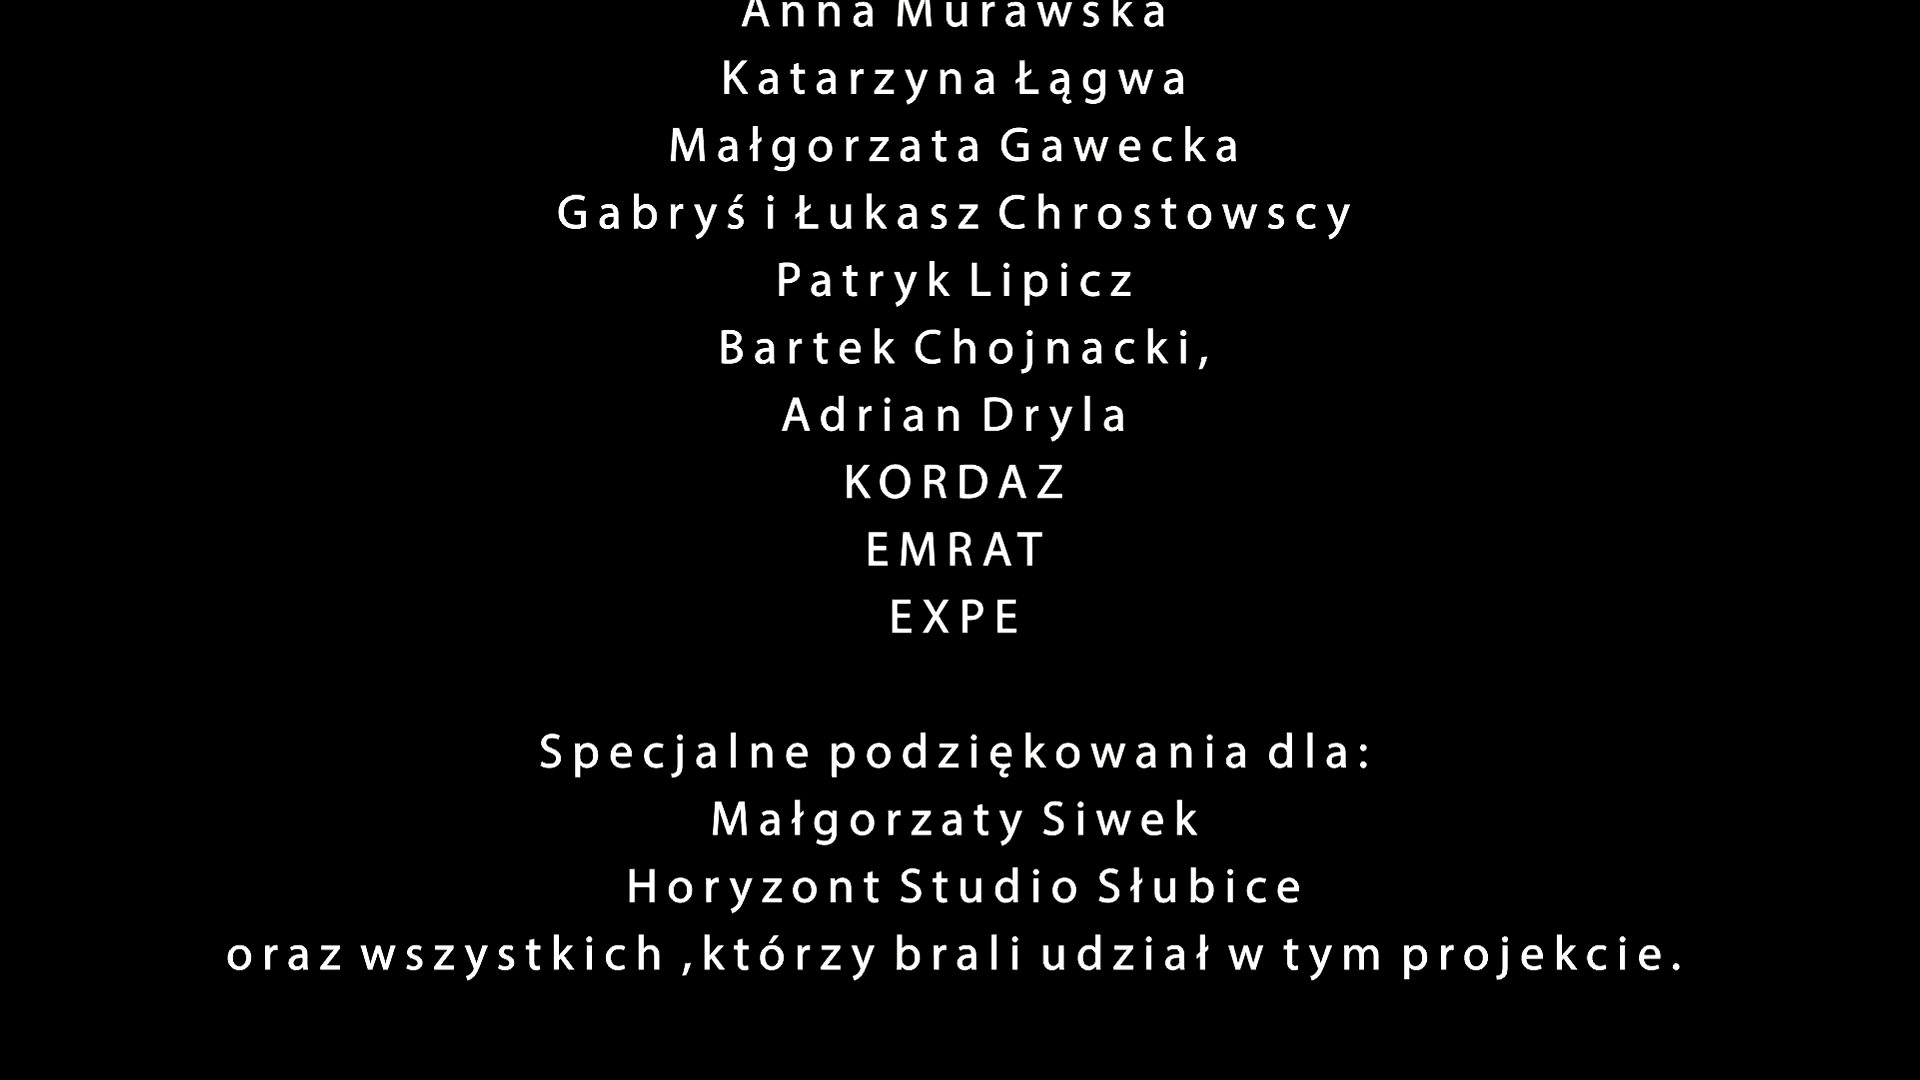 Anna Murawska
Katarzyna Łągwa
Małgorzata Gawecka
Gabryś i Łukasz Chrostowscy
Patryk Lipicz
Bartek Chojnacki,
Adrian Dryla
KORDAZ
EMRAT
EXPE
Specjalne podziękowania dla:
Małgorzaty Siwek
Horyzont Studio Słubice
oraz wszystkich ,którzy brali udział w tym projekcie.